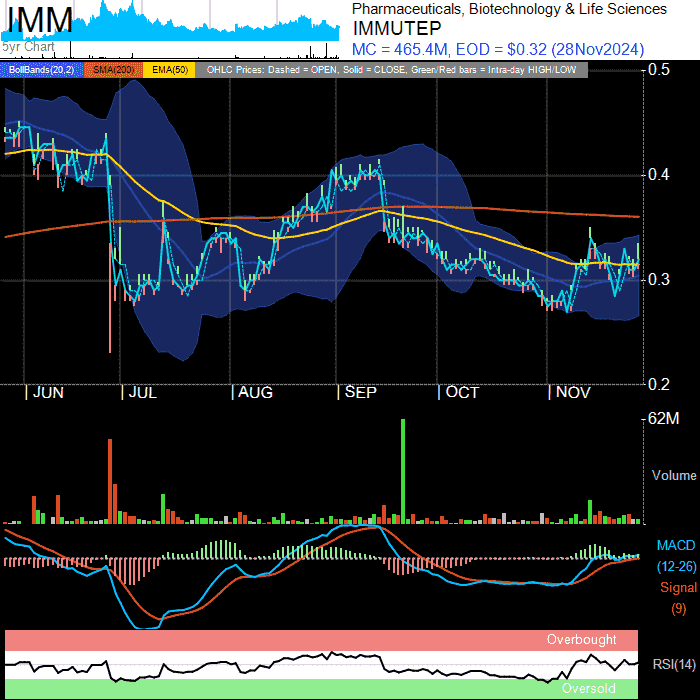 IMM
5yr Chart
Pharmaceuticals, Biotechnology & Life Sciences
IMMUTEP
MC = 465.4M, EOD = $0.32 (28Nov2024)
BollBands(20,2) SMA(200) EMA(50) OHLC Prices: Dashed = OPEN, Solid = CLOSE, Green/Red bars = Intra-day HIGH/LOW
0.5
0.4
0.3
0.2
JUN JUL AUG SEP OCT NOV
62M
Volume
MACD
(12-26)
Signal
(9)
Overbought
RSI(14)
Oversold